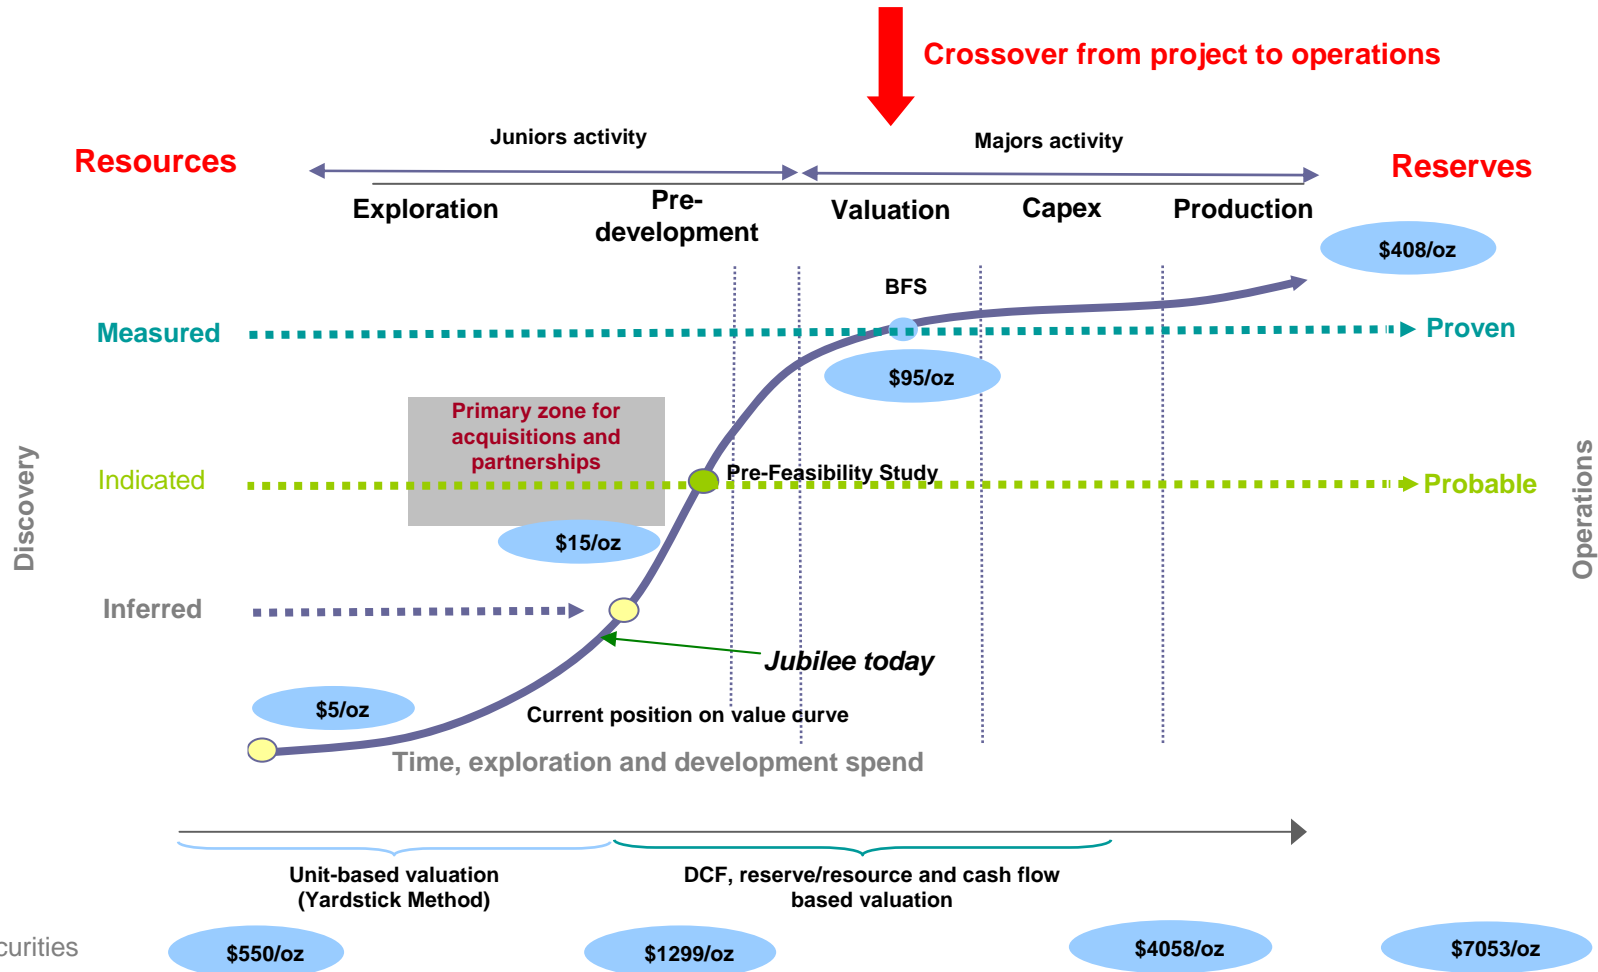 Crossover from project to operations
Juniors activity
Majors activity
Resources
Reserves
Exploration
Pre-
development
Valuation
Capex
Production
$408/oz
BFS
Measured
Proven
$95/oz
Primary zone for
acquisitions and
partnerships
Discovery
Indicated
Pre-Feasibility Study
Probable
Operations
$15/oz
Inferred
Jubilee today
$5/oz
Current position on value curve
Time, exploration and development spend
Unit-based valuation
(Yardstick Method)
DCF, reserve/resource and cash flow
based valuation
curities
$550/oz
$1299/oz
$4058/oz
$7053/oz